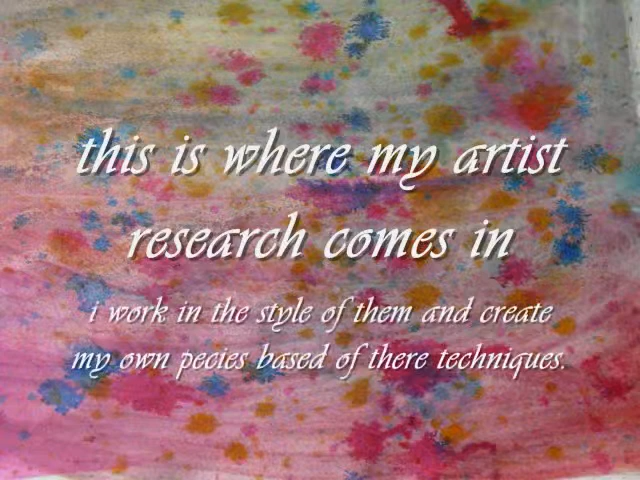 this is where my artist
research comes in
i work in the style of them and create
my own pecies based of there techniques.